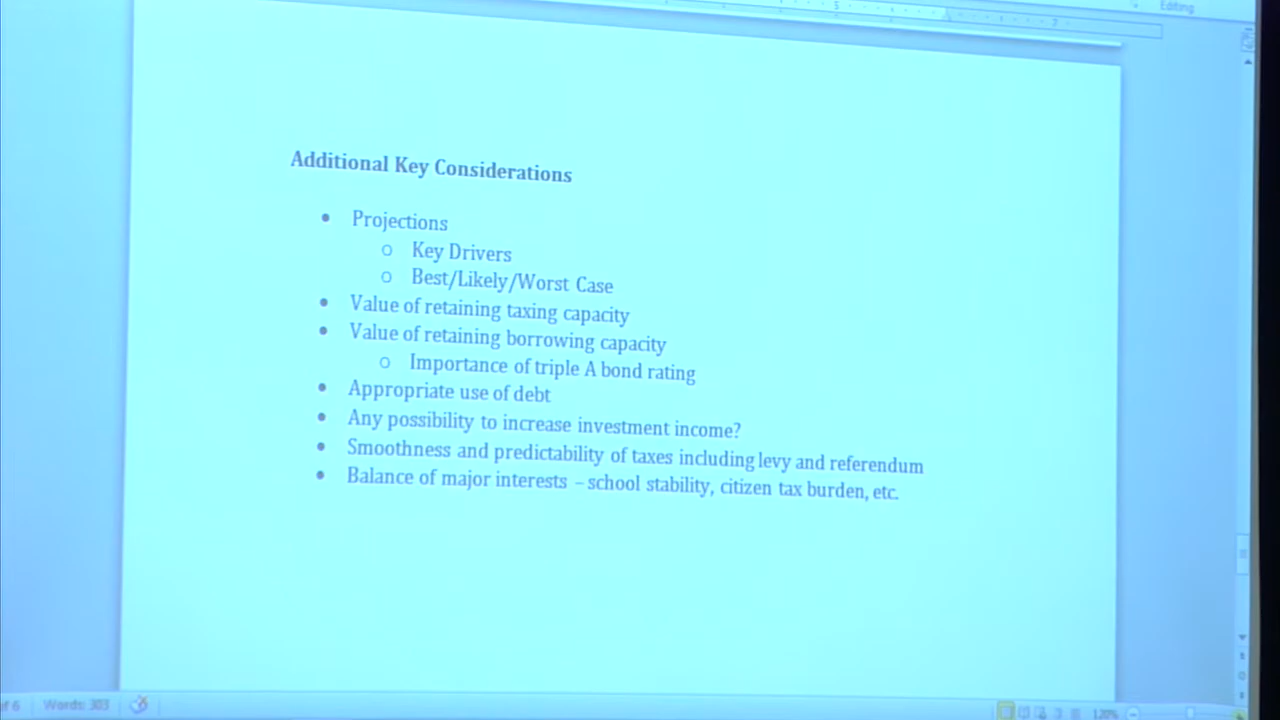 Editing
Additional Key Considerations
• Projections
o Key Drivers
o Best/Likely/Worst Case
• Value of retaining taxing capacity
• Value of retaining borrowing capacity
o Importance of triple A bond rating
• Appropriate use of debt
• Any possibility to increase investment income?
• Smoothness and predictability of taxes including levy and referendum
• Balance of major interests – school stability, citizen tax burden, etc.
of 6 Words: 303 120%